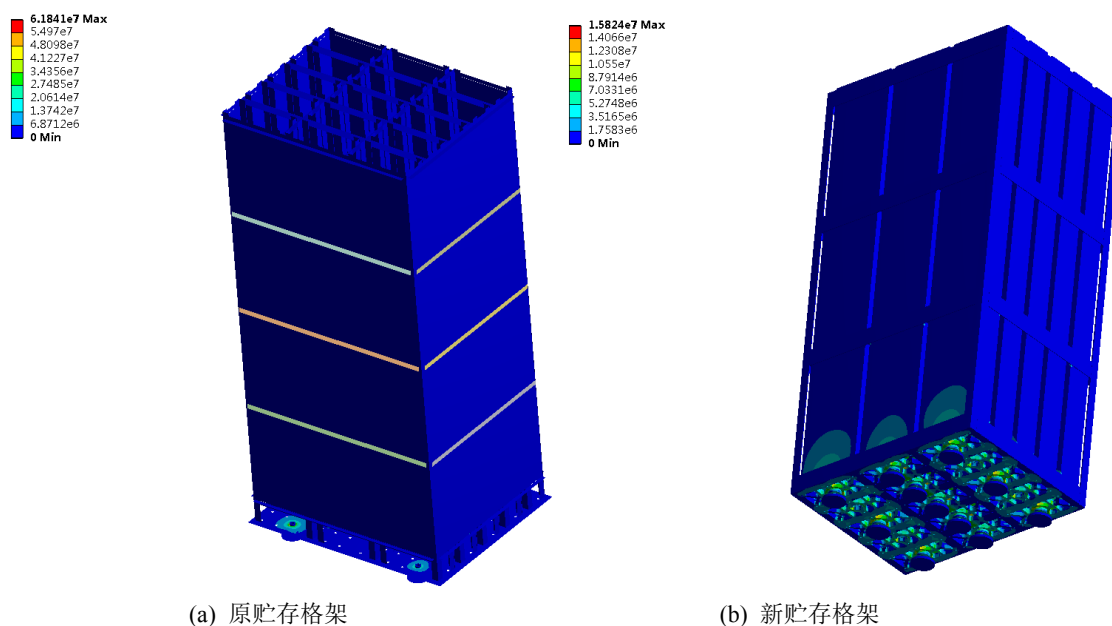 6.1841e7 Max
5.497e7
4.8098e7
4.1227e7
3.4356e7
2.7485e7
2.0614e7
1.3742e7
6.8712e6
0 Min
1.5824e7 Max
1.4066e7
1.2308e7
1.055e7
8.7914e6
7.0331e6
5.2748e6
3.5165e6
1.7583e6
0 Min
(a) 原贮存格架
(b) 新贮存格架